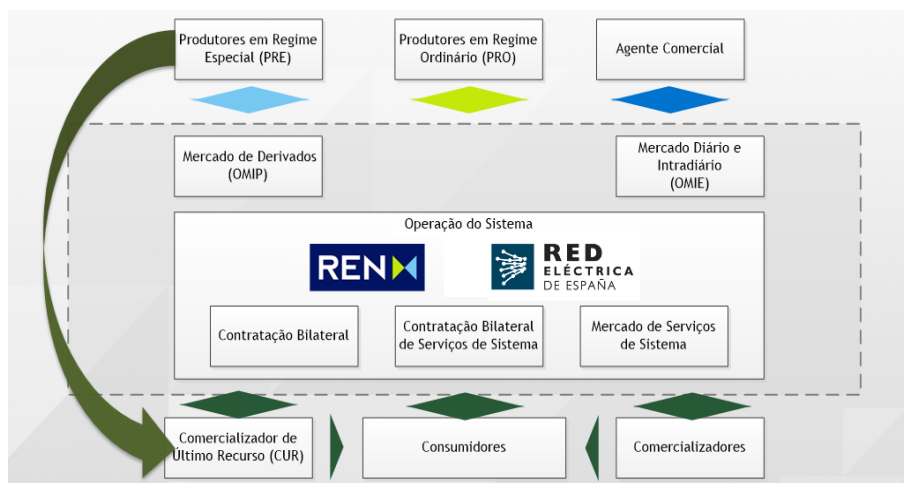 Produtores em Regime
Especial (PRE)
Produtores em Regime
Ordinário (PRO)
Agente Comercial
Mercado de Derivados
(OMIP)
Mercado Diário e
Intradiário
(OMIE)
Operação do Sistema
REN
RED
ELÉCTRICA
DE ESPAÑA
Contratação Bilateral
Contratação Bilateral
de Serviços de Sistema
Mercado de Serviços
de Sistema
Comercializador de
Último Recurso (CUR)
Consumidores
Comercializadores